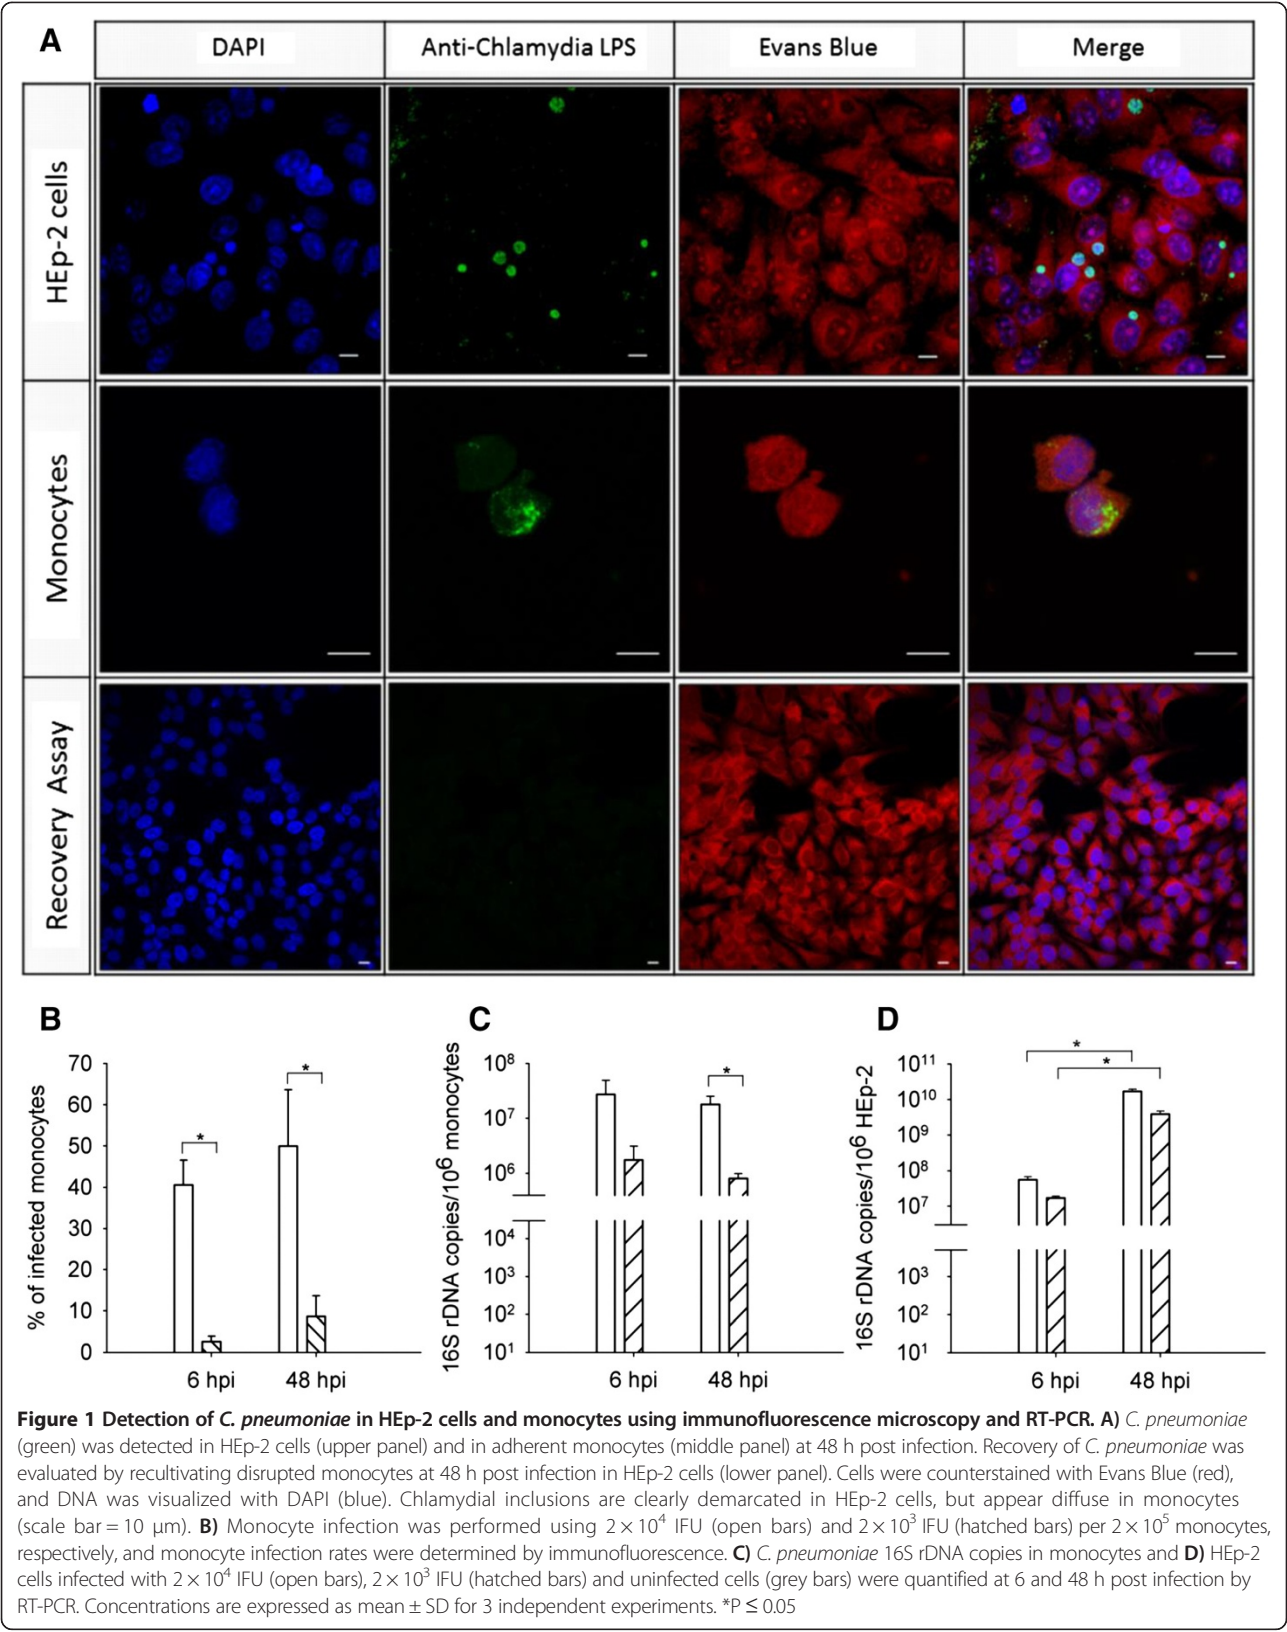 A
DAPI
Anti-Chlamydia LPS
Evans Blue
Merge
HEp-2 cells
Monocytes
Recovery Assay
B
% of infected monocytes
70
60
50
40
30
20
10
0
*
*
6 hpi
48 hpi
C
16S rDNA copies/10⁶ monocytes
10⁸
10⁷
10⁶
10⁴
10³
10²
10¹
*
6 hpi
48 hpi
D
16S rDNA copies/10⁶ HEp-2
10¹¹
10¹⁰
10⁹
10⁸
10⁷
10³
10²
10¹
*
*
6 hpi
48 hpi
Figure 1 Detection of C. pneumoniae in HEp-2 cells and monocytes using immunofluorescence microscopy and RT-PCR. A) C. pneumoniae
(green) was detected in HEp-2 cells (upper panel) and in adherent monocytes (middle panel) at 48 h post infection. Recovery of C. pneumoniae was
evaluated by recultivating disrupted monocytes at 48 h post infection in HEp-2 cells (lower panel). Cells were counterstained with Evans Blue (red),
and DNA was visualized with DAPI (blue). Chlamydial inclusions are clearly demarcated in HEp-2 cells, but appear diffuse in monocytes
(scale bar = 10 μm). B) Monocyte infection was performed using 2 × 10⁴ IFU (open bars) and 2 × 10³ IFU (hatched bars) per 2 × 10⁵ monocytes,
respectively, and monocyte infection rates were determined by immunofluorescence. C) C. pneumoniae 16S rDNA copies in monocytes and D) HEp-2
cells infected with 2 × 10⁴ IFU (open bars), 2 × 10³ IFU (hatched bars) and uninfected cells (grey bars) were quantified at 6 and 48 h post infection by
RT-PCR. Concentrations are expressed as mean ± SD for 3 independent experiments. *P ≤ 0.05